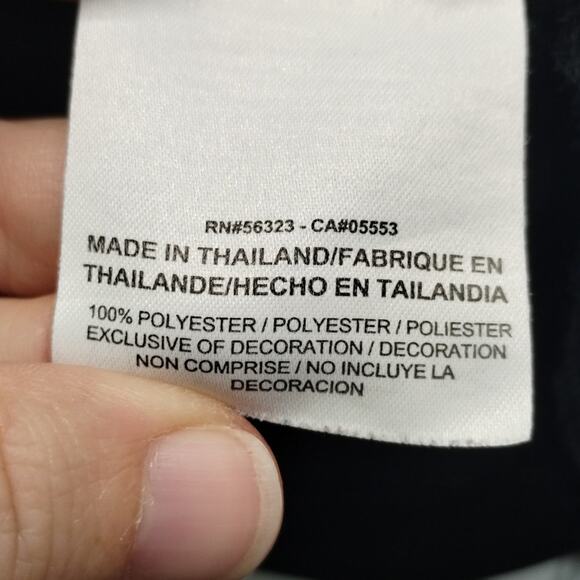 RN#56323 - CA#05553
MADE IN THAILAND/FABRIQUE EN
THAILANDE/HECHO EN TAILANDIA
100% POLYESTER / POLYESTER / POLIESTER
EXCLUSIVE OF DECORATION / DECORATION
NON COMPRISE / NO INCLUYE LA
DECORACION